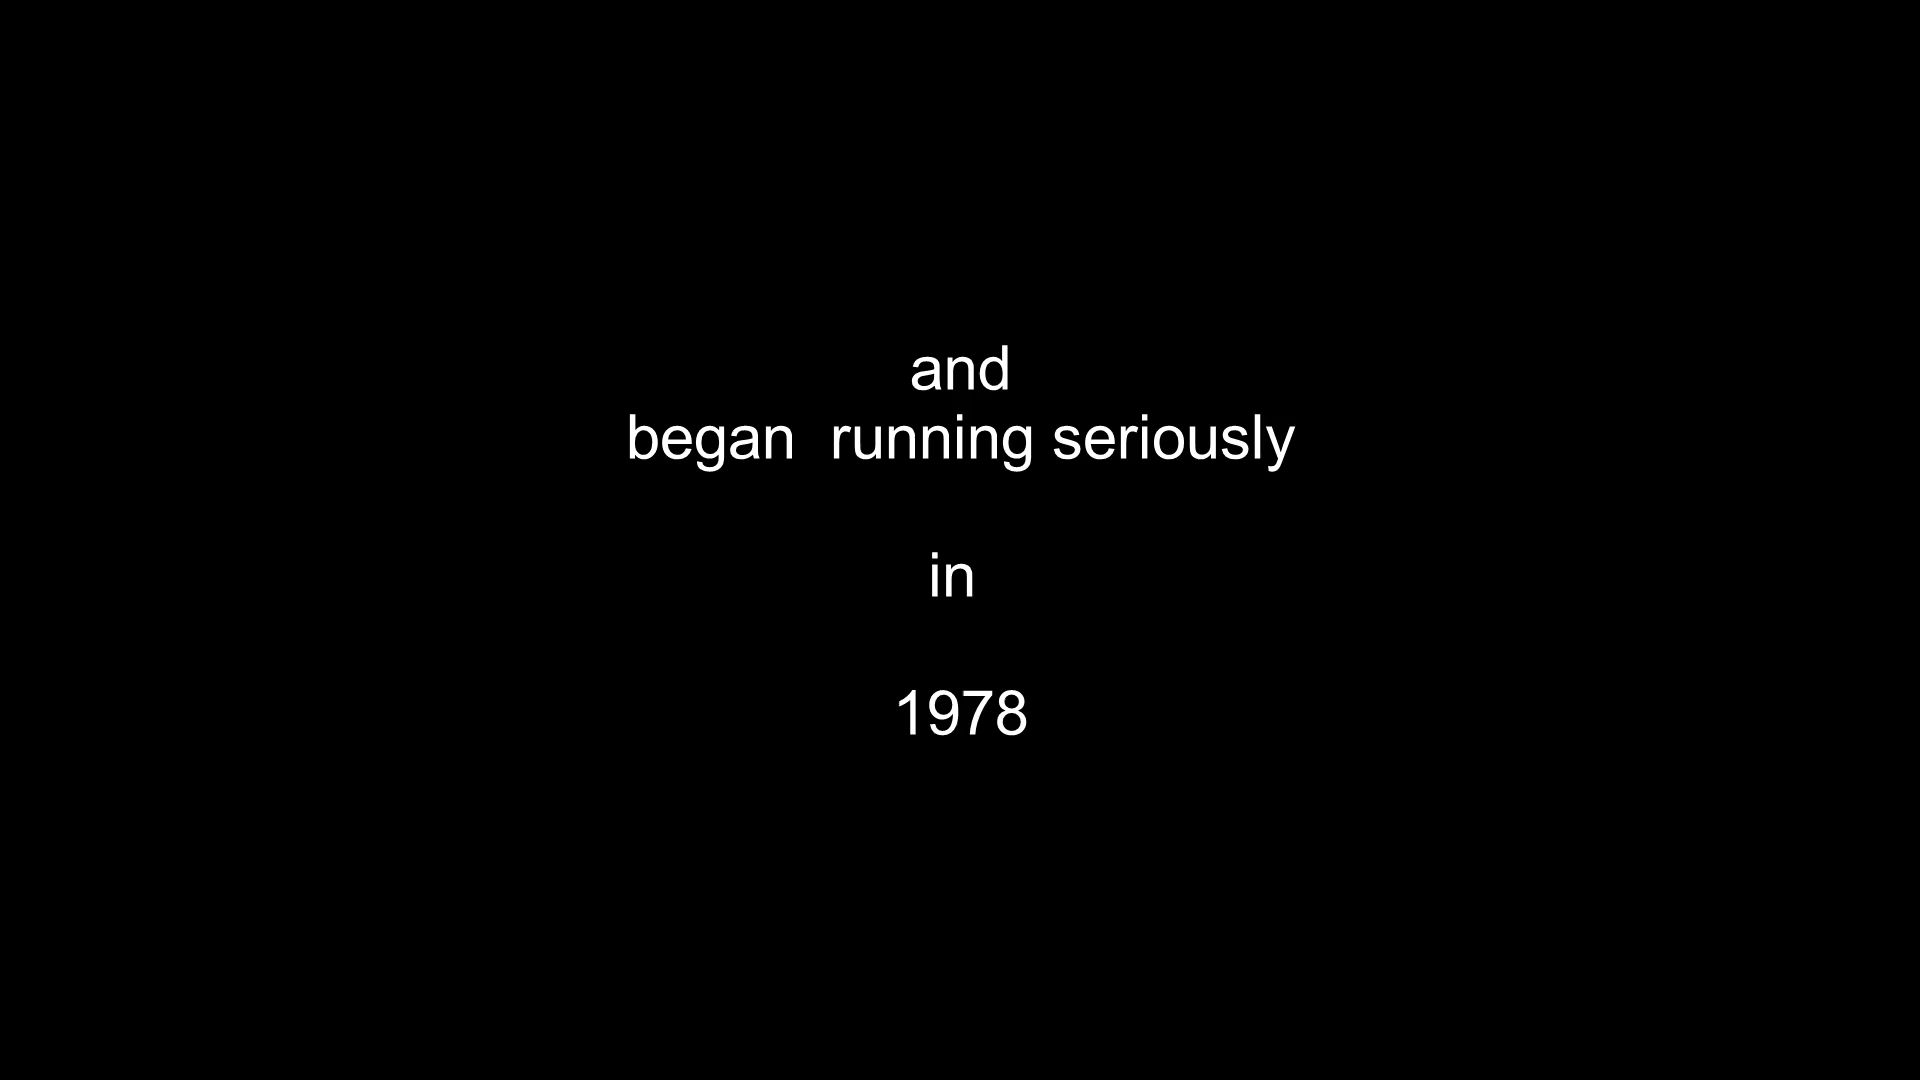 and
began  running seriously
in
1978